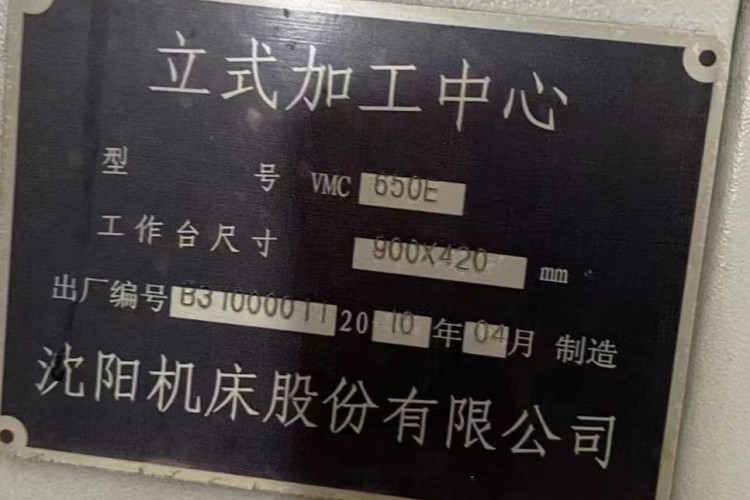 立式加工中心
型号 VMC 650E
工作台尺寸 900X420 mm
出厂编号 B31000011 2010年04月 制造
沈阳机床股份有限公司